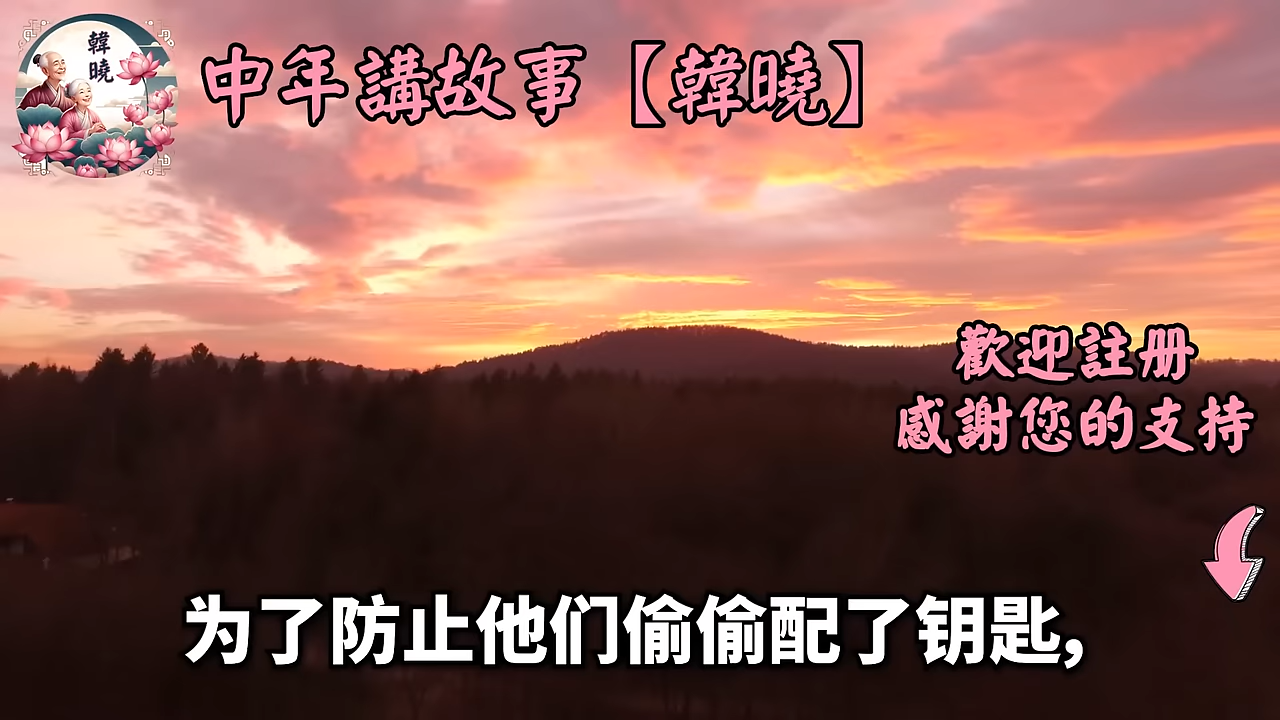 韓曉
中年講故事【韓曉】
歡迎註册
感謝您的支持
为了防止他们偷偷配了钥匙,